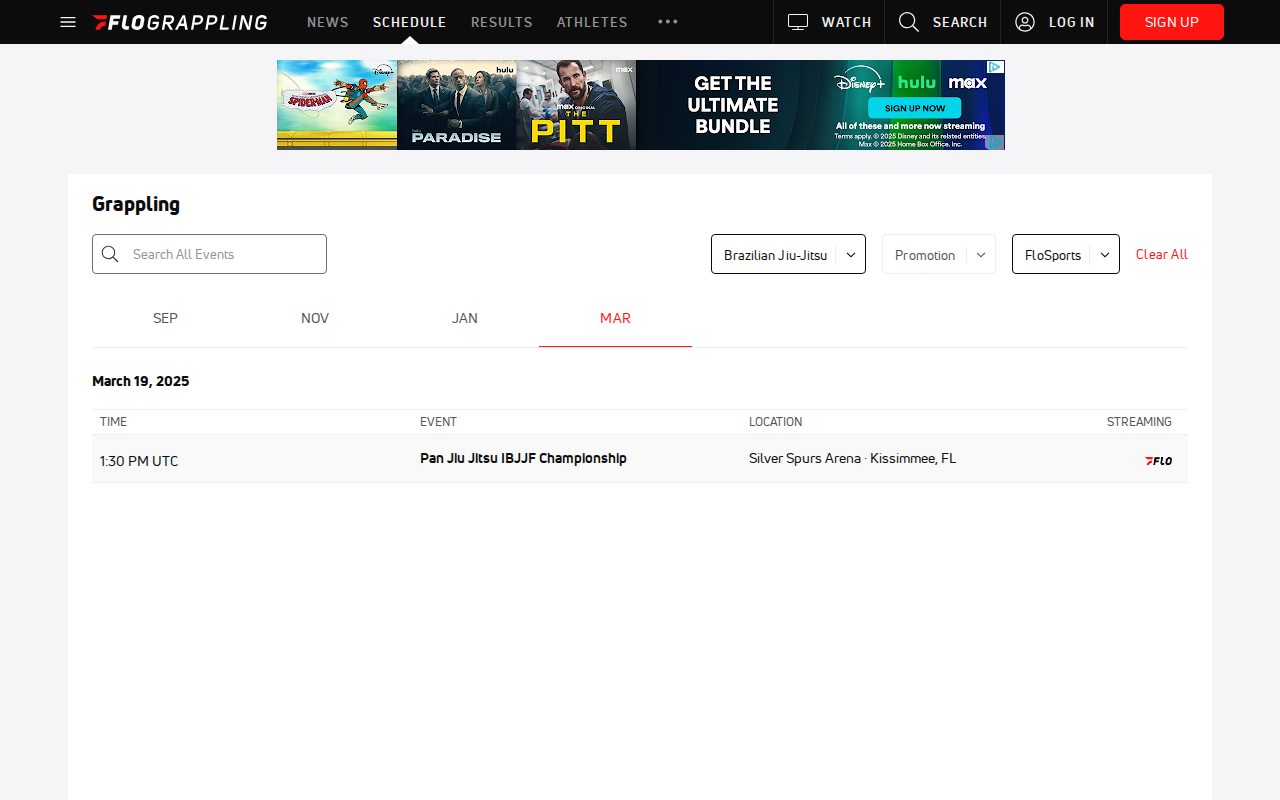 FLOGRAPPLING
NEWS
SCHEDULE
RESULTS
ATHLETES
WATCH
SEARCH
LOG IN
SIGN UP
Disney+
SPIDER-MAN
hulu
hulu
PARADISE
max
max ORIGINAL
THE
PITT
GET THE
ULTIMATE
BUNDLE
Disney+ hulu max
SIGN UP NOW
All of these and more now streaming
Terms apply. © 2025 Disney and its related entities.
Max © 2025 Home Box Office, Inc.
Grappling
Search All Events
Brazilian Jiu-Jitsu
Promotion
FloSports
Clear All
SEP
NOV
JAN
MAR
March 19, 2025
TIME EVENT LOCATION STREAMING
1:30 PM UTC Pan Jiu Jitsu IBJJF Championship Silver Spurs Arena · Kissimmee, FL FLO